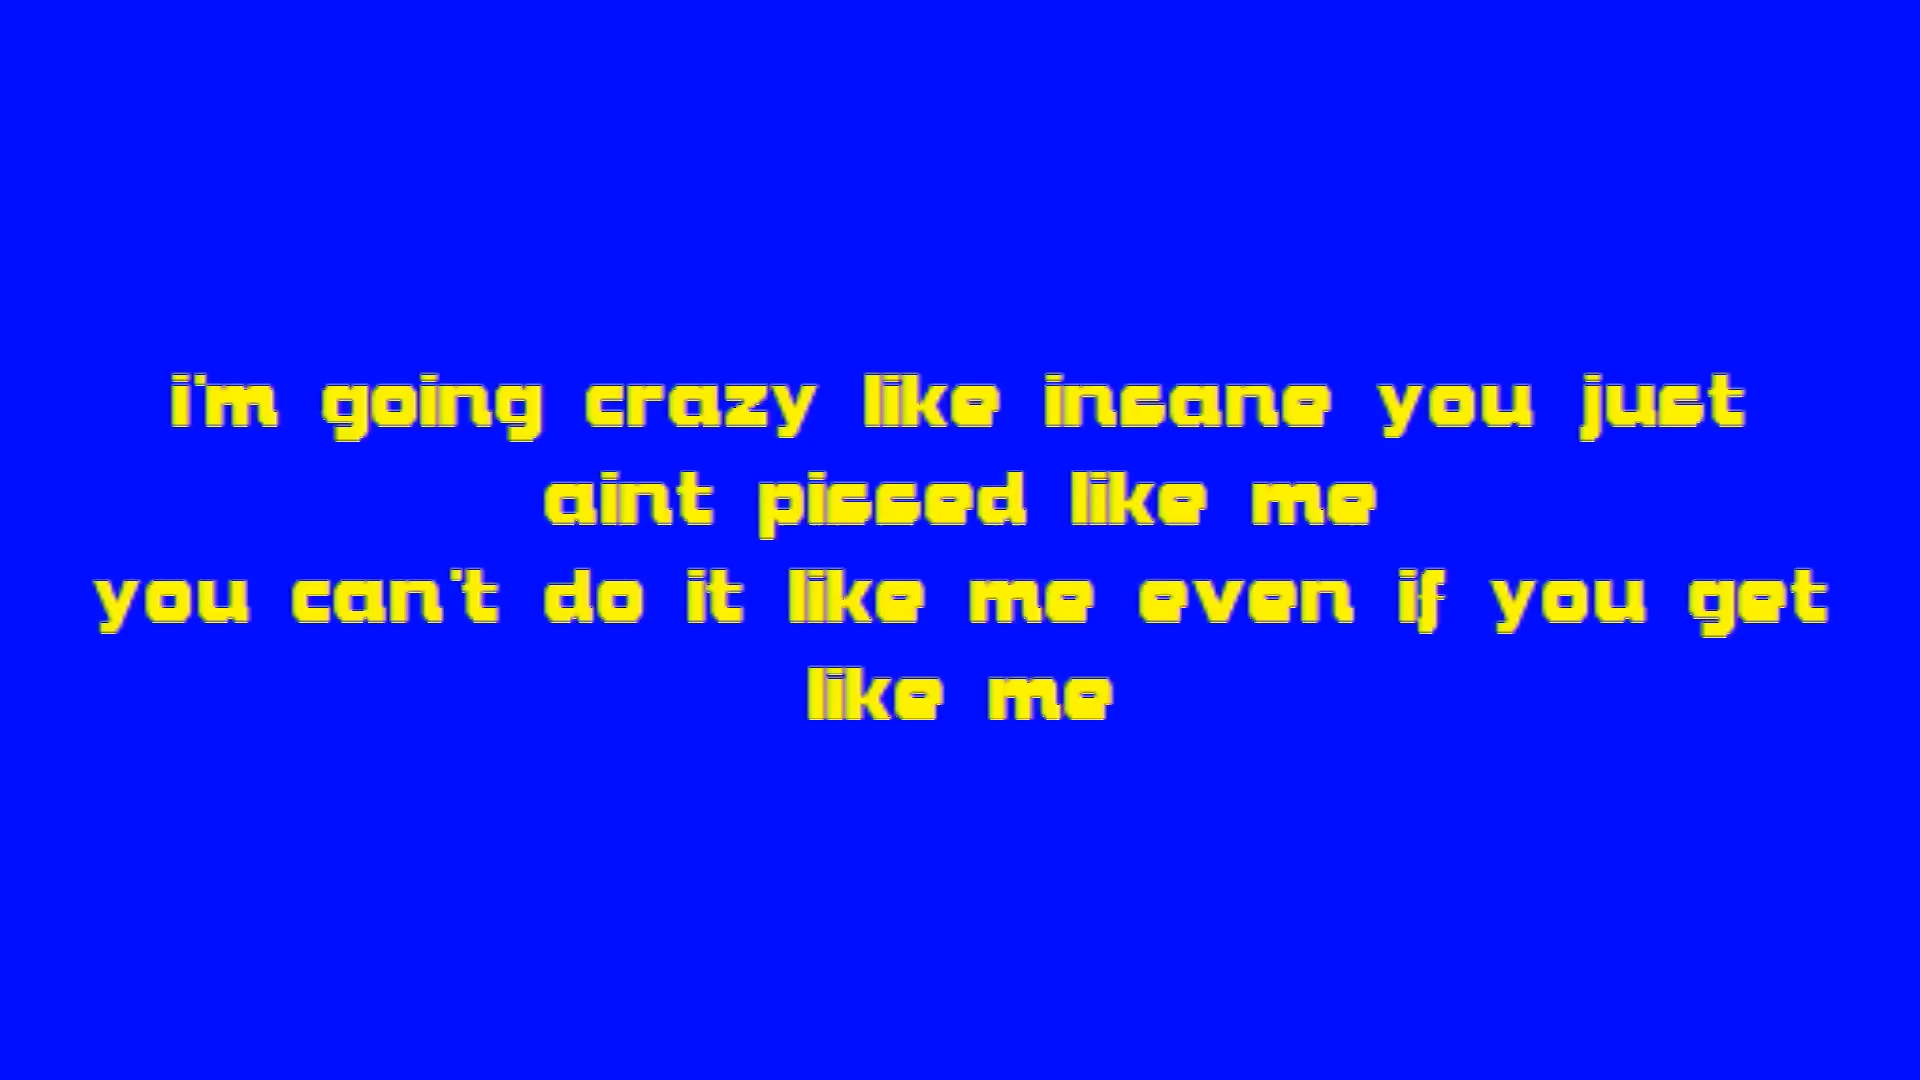 i'm going crazy like insane you just
aint pissed like me
you can't do it like me even if you get
like me